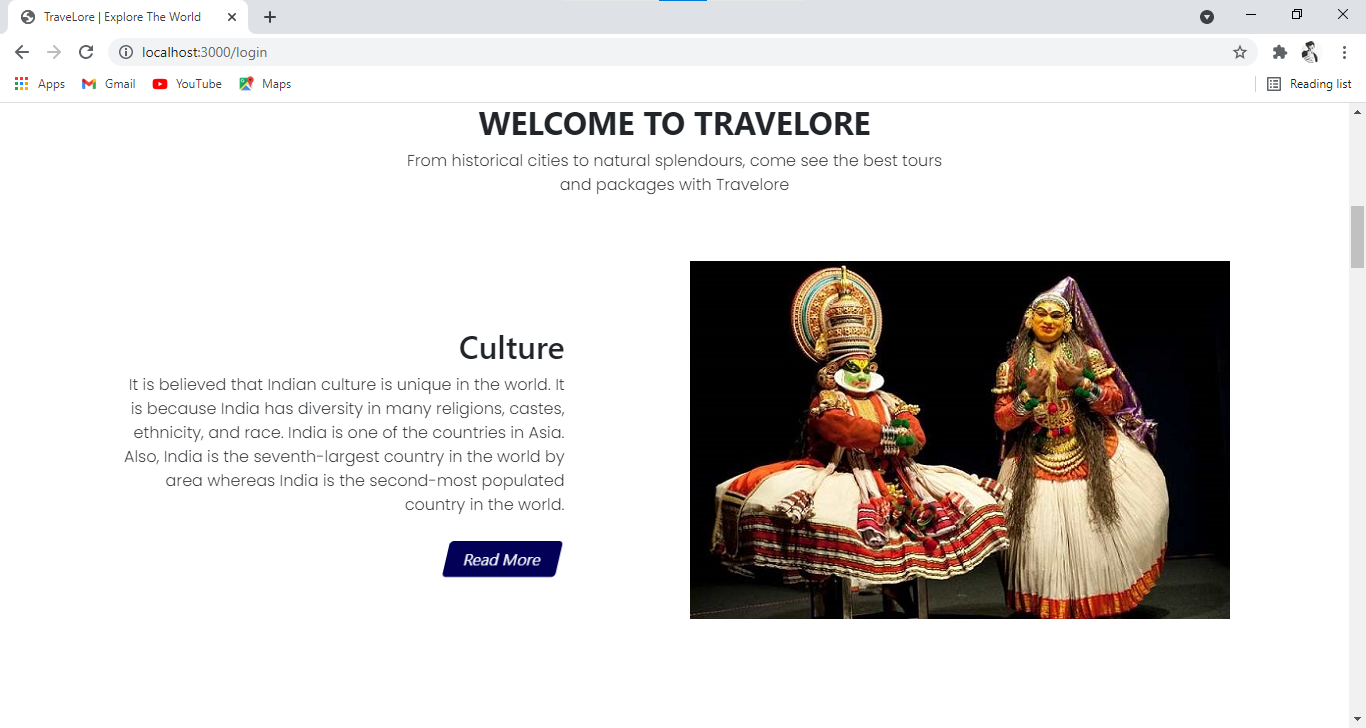 TraveLore | Explore The World
localhost:3000/login
Apps Gmail YouTube Maps Reading list
WELCOME TO TRAVELORE
From historical cities to natural splendours, come see the best tours
and packages with Travelore
Culture
It is believed that Indian culture is unique in the world. It
is because India has diversity in many religions, castes,
ethnicity, and race. India is one of the countries in Asia.
Also, India is the seventh-largest country in the world by
area whereas India is the second-most populated
country in the world.
Read More